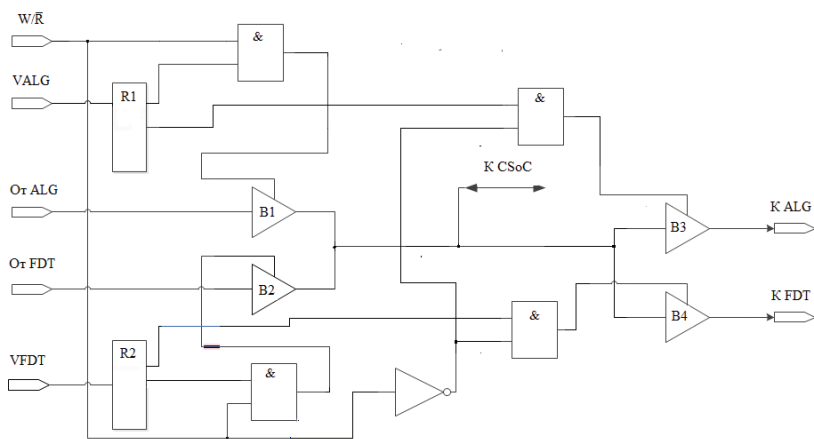 W/R̅
&
VALG
R1
&
К CSoC
От ALG
B1
B3
К ALG
От FDT
B2
B4
К FDT
&
VFDT
R2
&